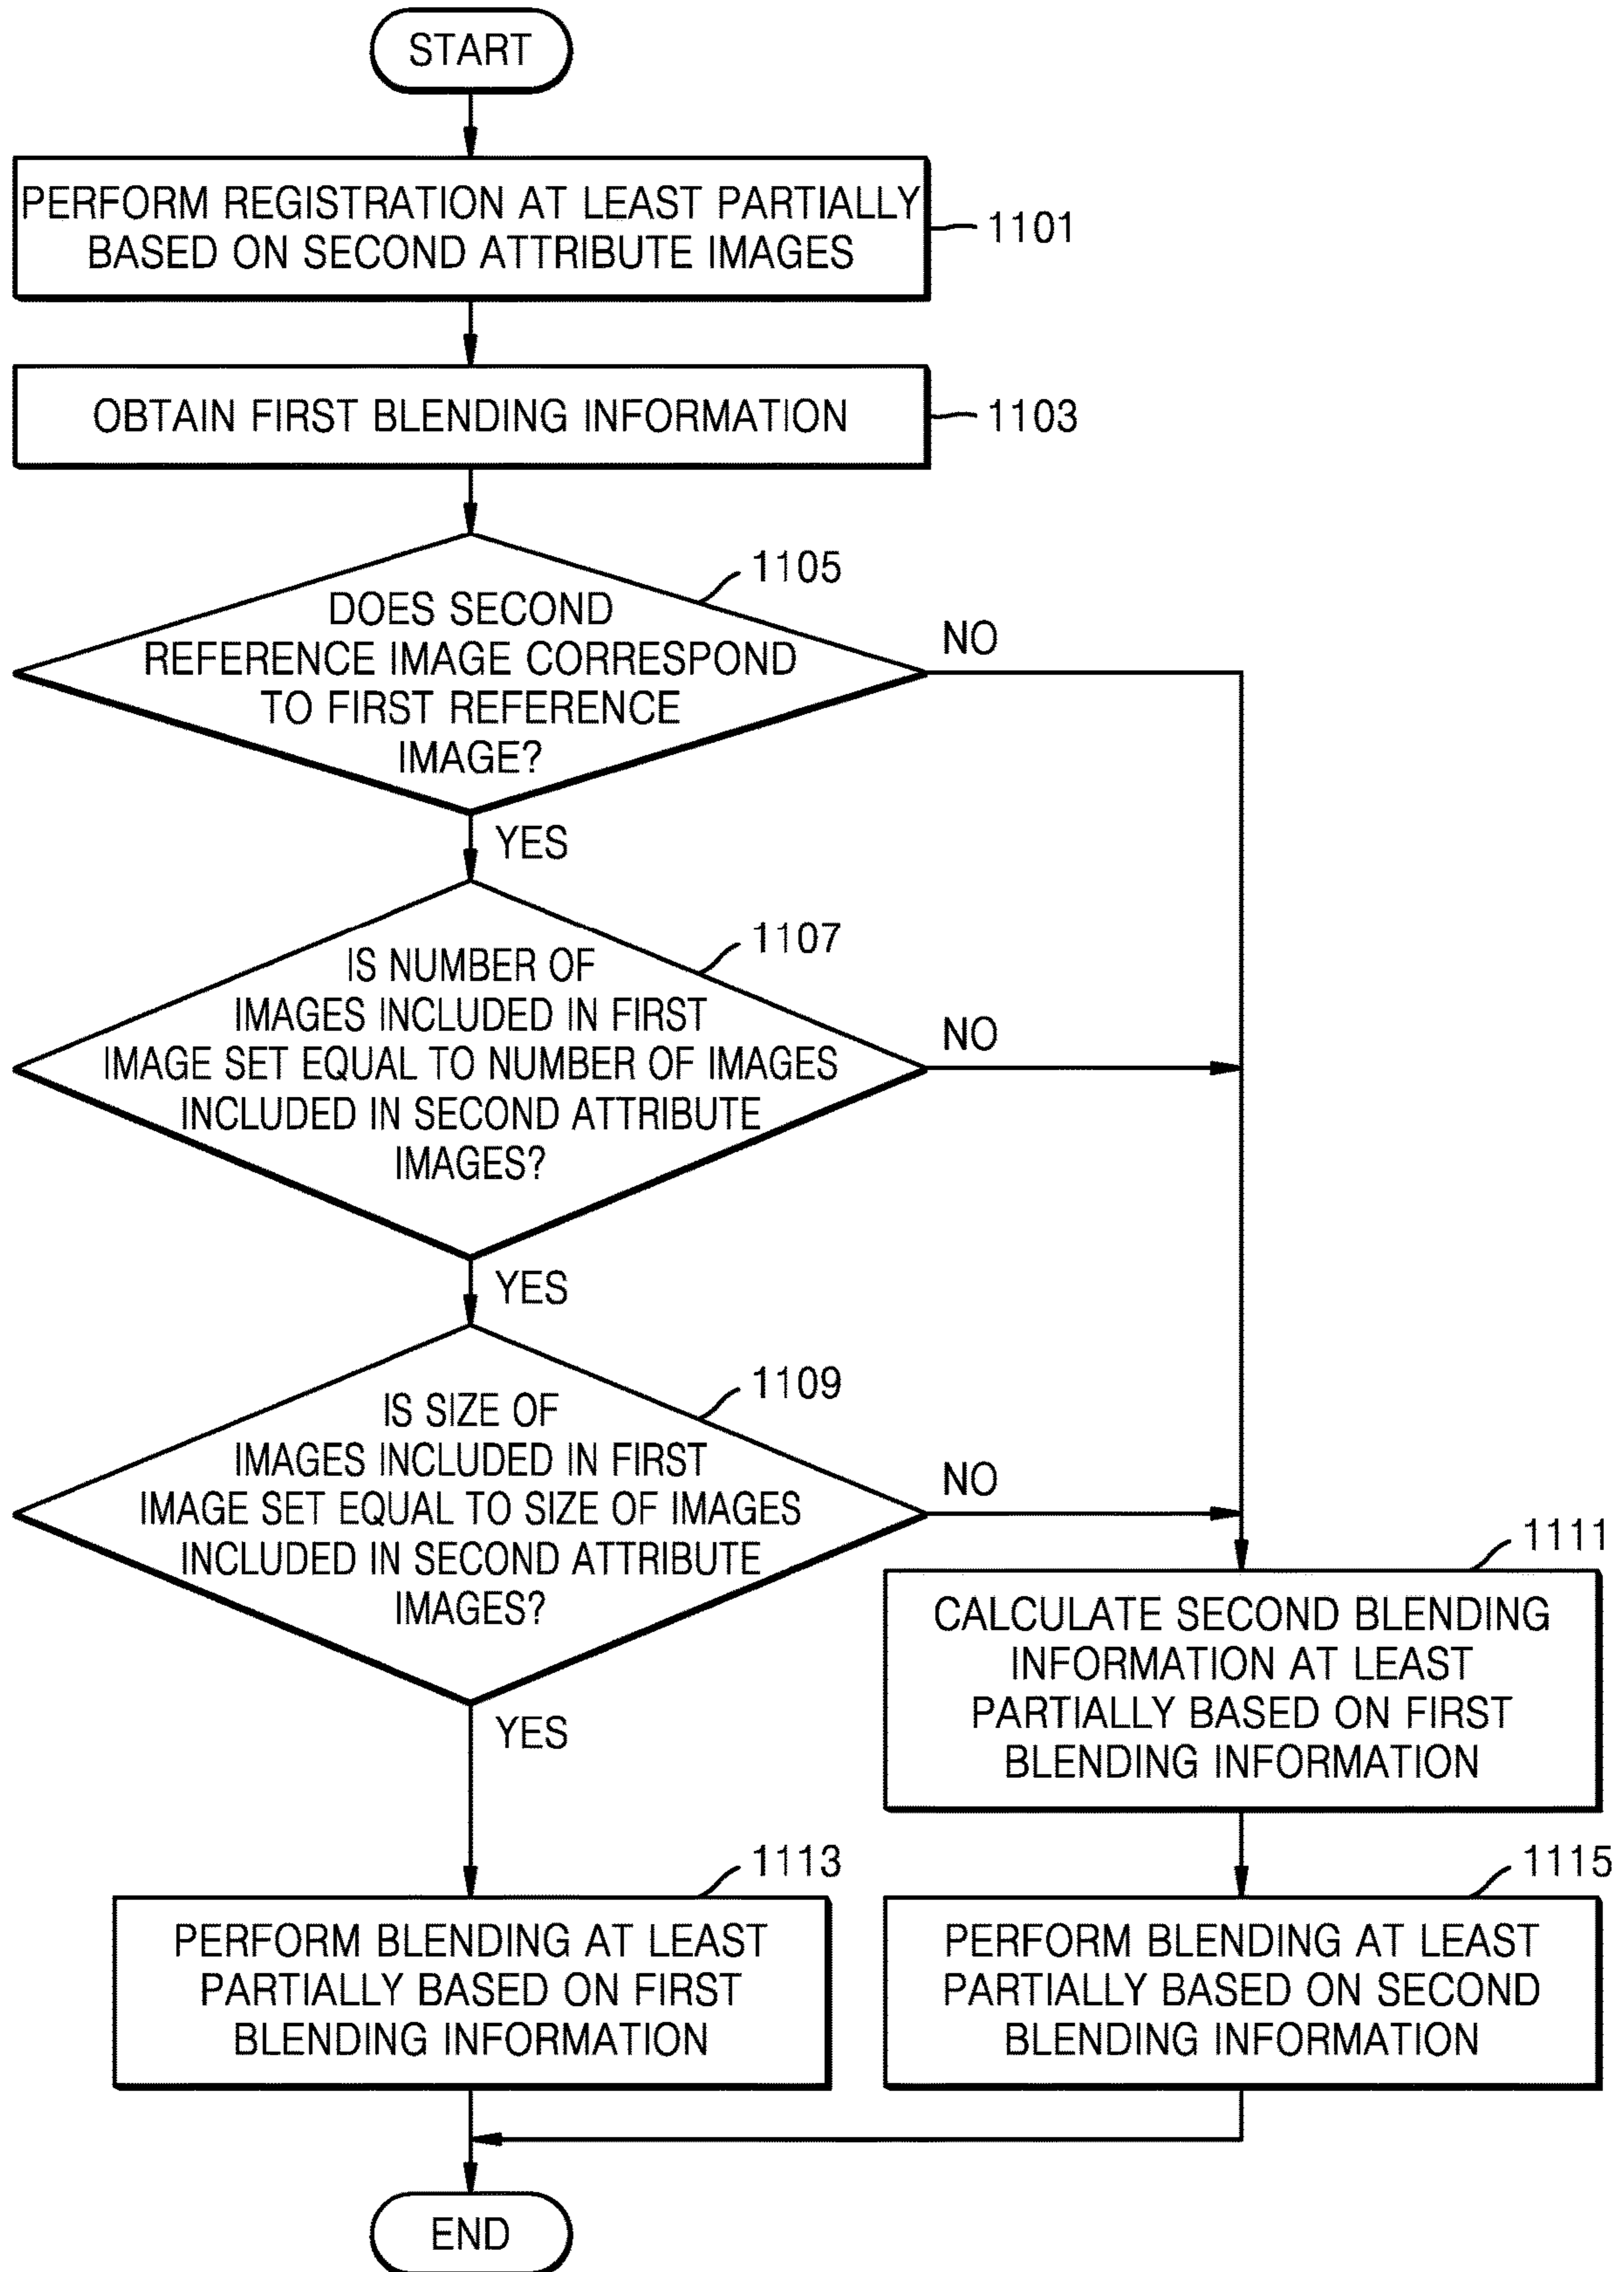 START
PERFORM REGISTRATION AT LEAST PARTIALLY
BASED ON SECOND ATTRIBUTE IMAGES
1101
OBTAIN FIRST BLENDING INFORMATION
1103
1105
DOES SECOND
REFERENCE IMAGE CORRESPOND
TO FIRST REFERENCE
IMAGE?
NO
YES
1107
IS NUMBER OF
IMAGES INCLUDED IN FIRST
IMAGE SET EQUAL TO NUMBER OF IMAGES
INCLUDED IN SECOND ATTRIBUTE
IMAGES?
NO
YES
1109
IS SIZE OF
IMAGES INCLUDED IN FIRST
IMAGE SET EQUAL TO SIZE OF IMAGES
INCLUDED IN SECOND ATTRIBUTE
IMAGES?
NO
YES
1111
CALCULATE SECOND BLENDING
INFORMATION AT LEAST
PARTIALLY BASED ON FIRST
BLENDING INFORMATION
1113
PERFORM BLENDING AT LEAST
PARTIALLY BASED ON FIRST
BLENDING INFORMATION
1115
PERFORM BLENDING AT LEAST
PARTIALLY BASED ON SECOND
BLENDING INFORMATION
END